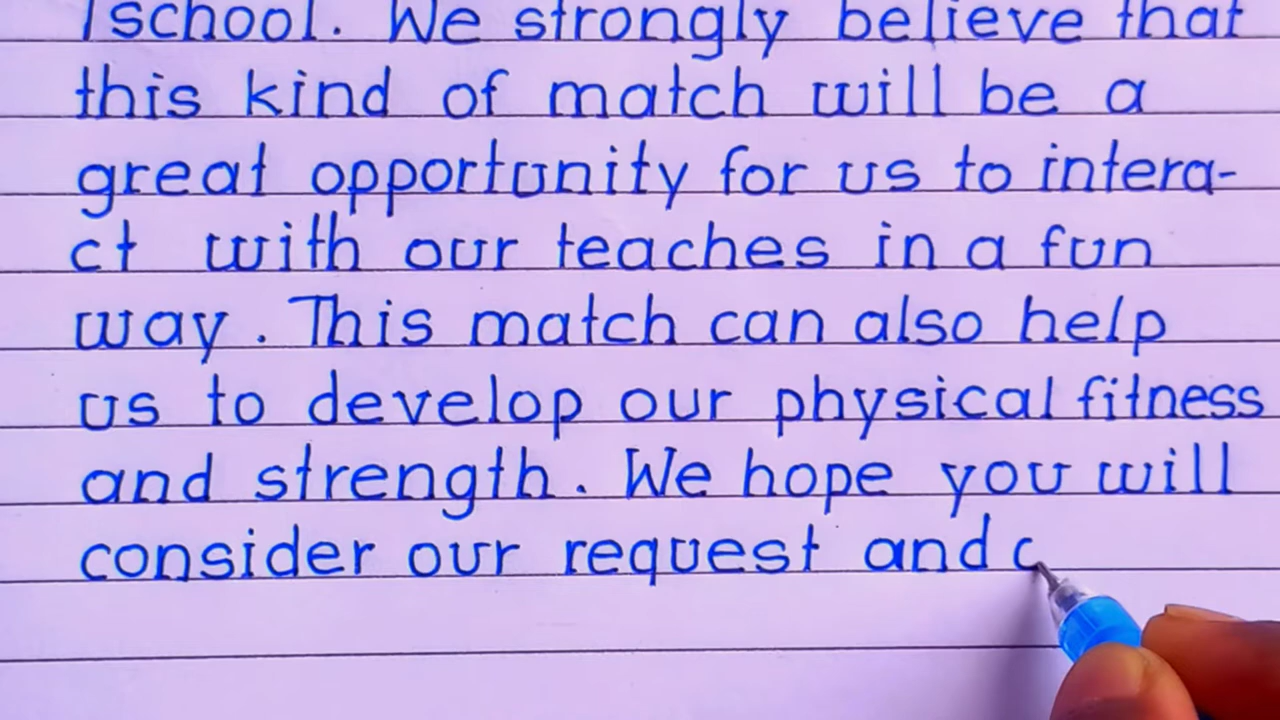 school. We strongly believe that
this kind of match will be a
great opportunity for us to intera-
ct with our teaches in a fun
way. This match can also help
us to develop our physical fitness
and strength. We hope you will
consider our request and